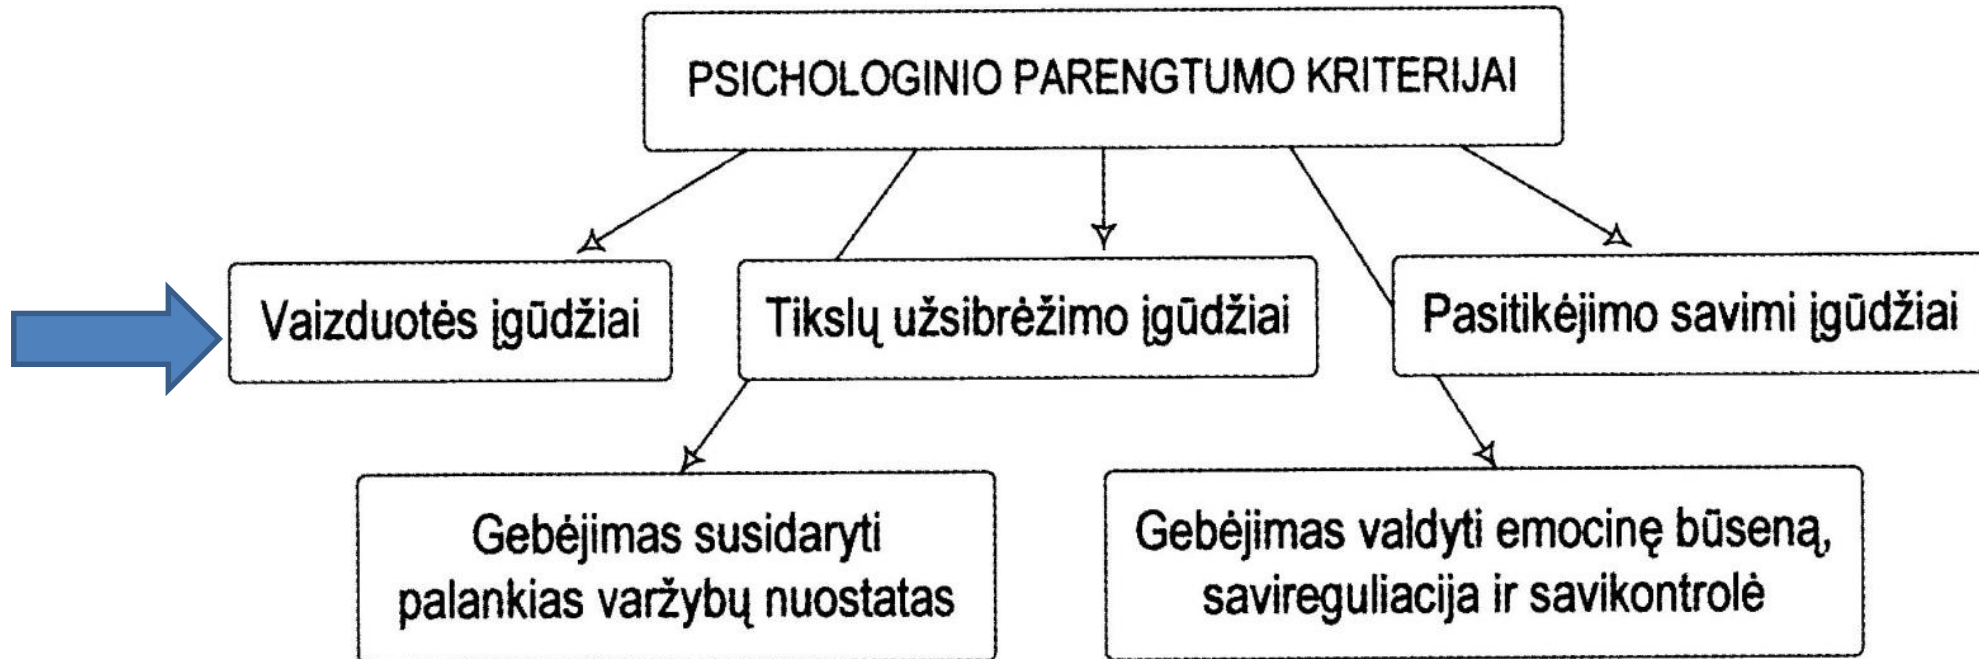 PSICHOLOGINIO PARENGTUMO KRITERIJAI
Vaizduotės įgūdžiai
Tikslų užsibrėžimo įgūdžiai
Pasitikėjimo savimi įgūdžiai
Gebėjimas susidaryti
palankias varžybų nuostatas
Gebėjimas valdyti emocinę būseną,
savireguliacija ir savikontrolė